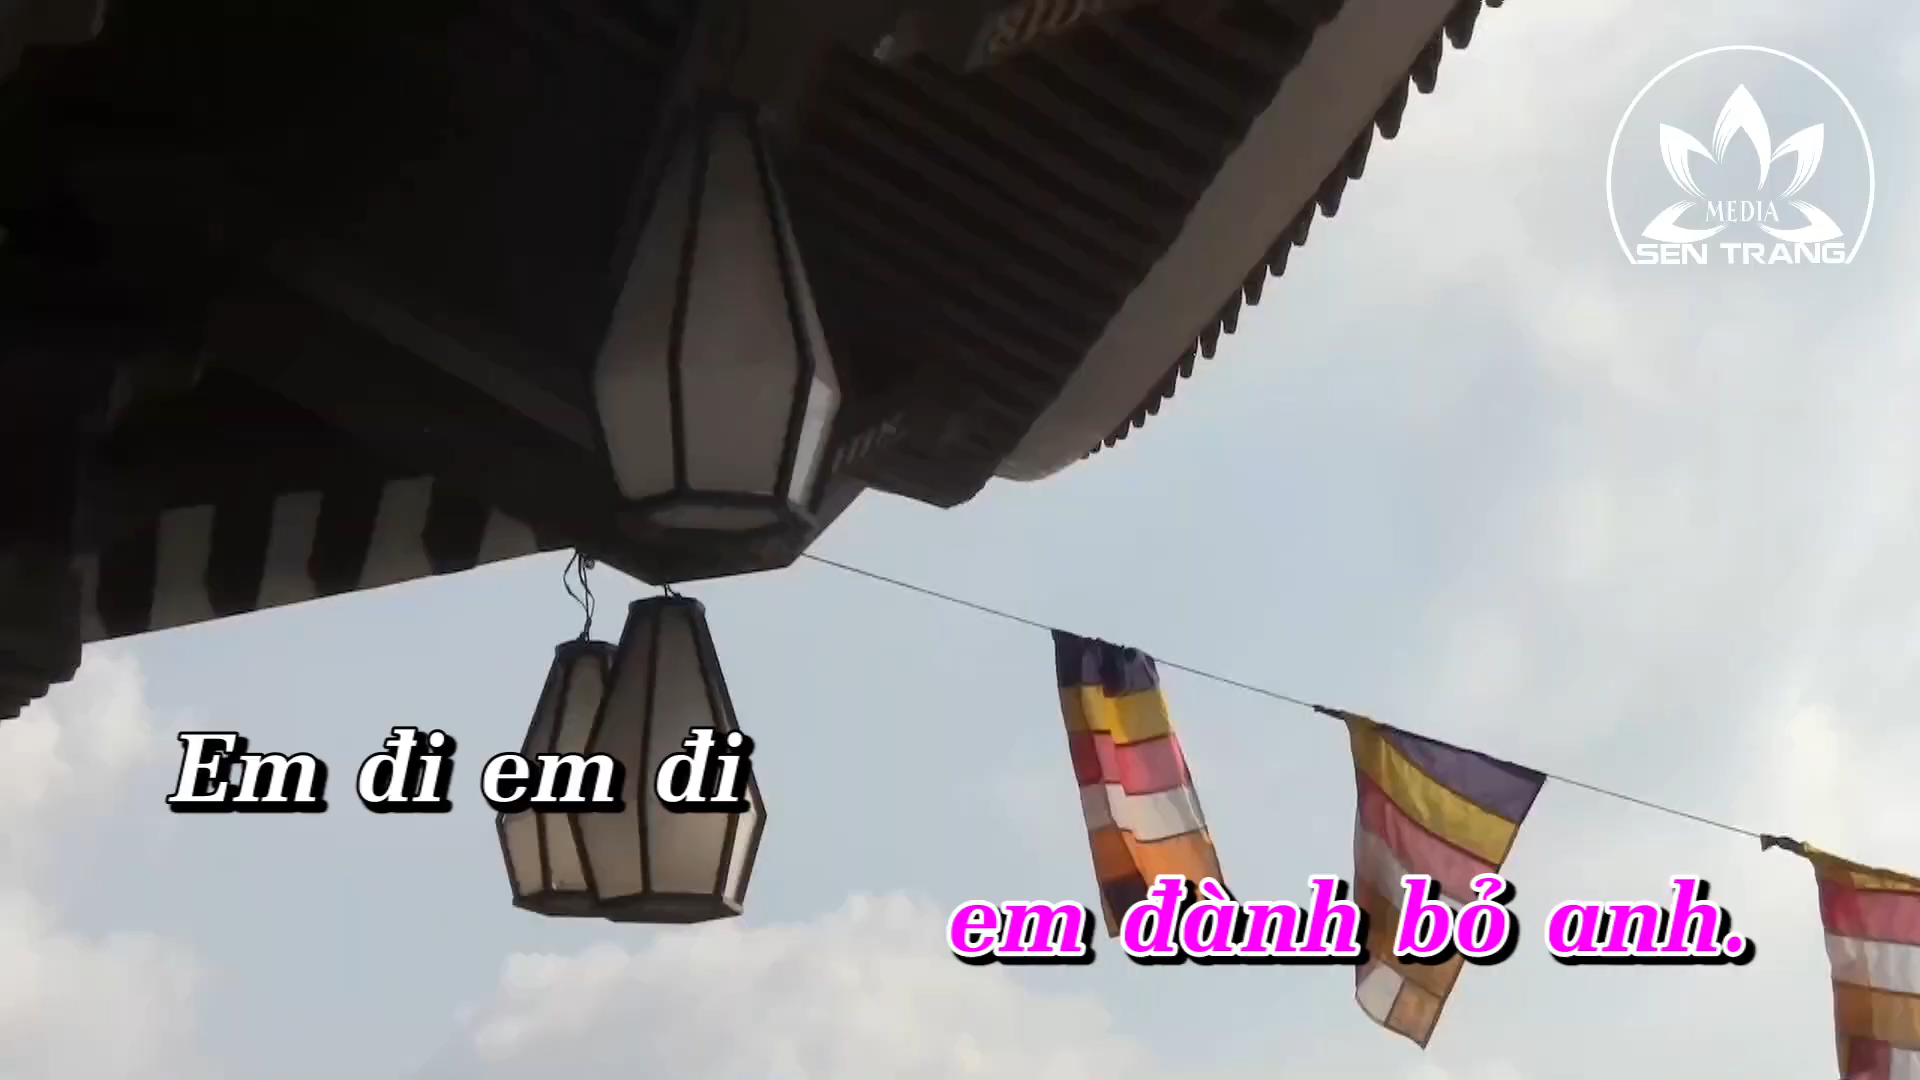 MEDIA
SEN TRANG
Em đi em đi
em đành bỏ anh.